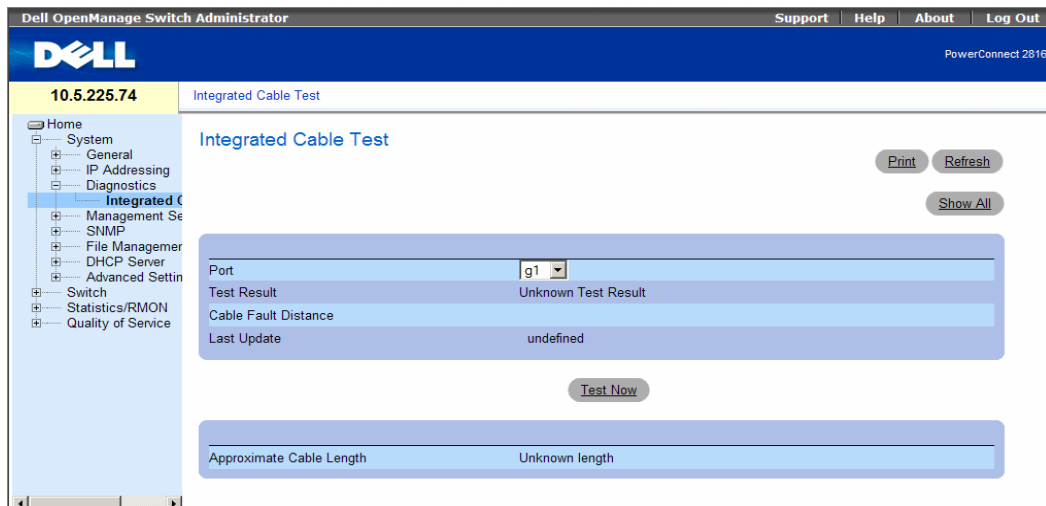 Dell OpenManage Switch Administrator
Support | Help | About | Log Out
DELL
PowerConnect 2816
10.5.225.74
Integrated Cable Test
Home
System
General
IP Addressing
Diagnostics
Integrated C
Management Se
SNMP
File Managemer
DHCP Server
Advanced Settin
Switch
Statistics/RMON
Quality of Service
Integrated Cable Test
Print
Refresh
Show All
Port g1
Test Result Unknown Test Result
Cable Fault Distance
Last Update undefined
Test Now
Approximate Cable Length Unknown length